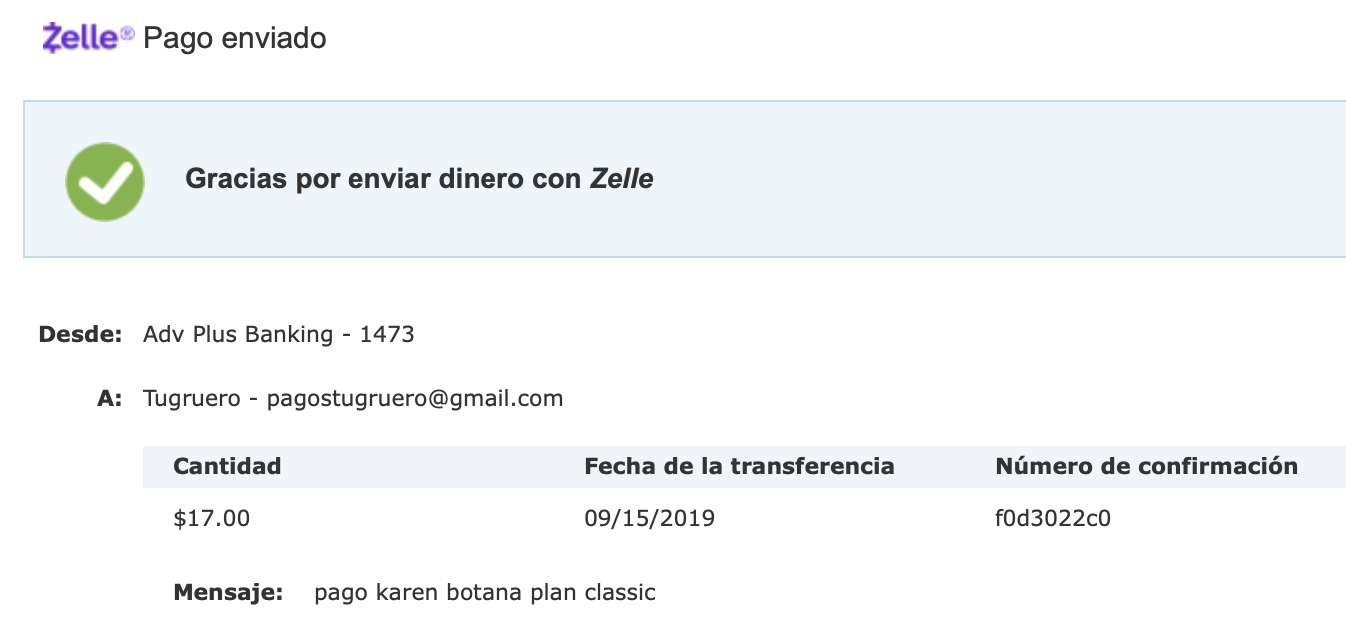 Zelle® Pago enviado
Gracias por enviar dinero con Zelle
Desde: Adv Plus Banking - 1473
A: Tugruero - pagostugruero@gmail.com
Cantidad Fecha de la transferencia Número de confirmación
$17.00 09/15/2019 f0d3022c0
Mensaje: pago karen botana plan classic